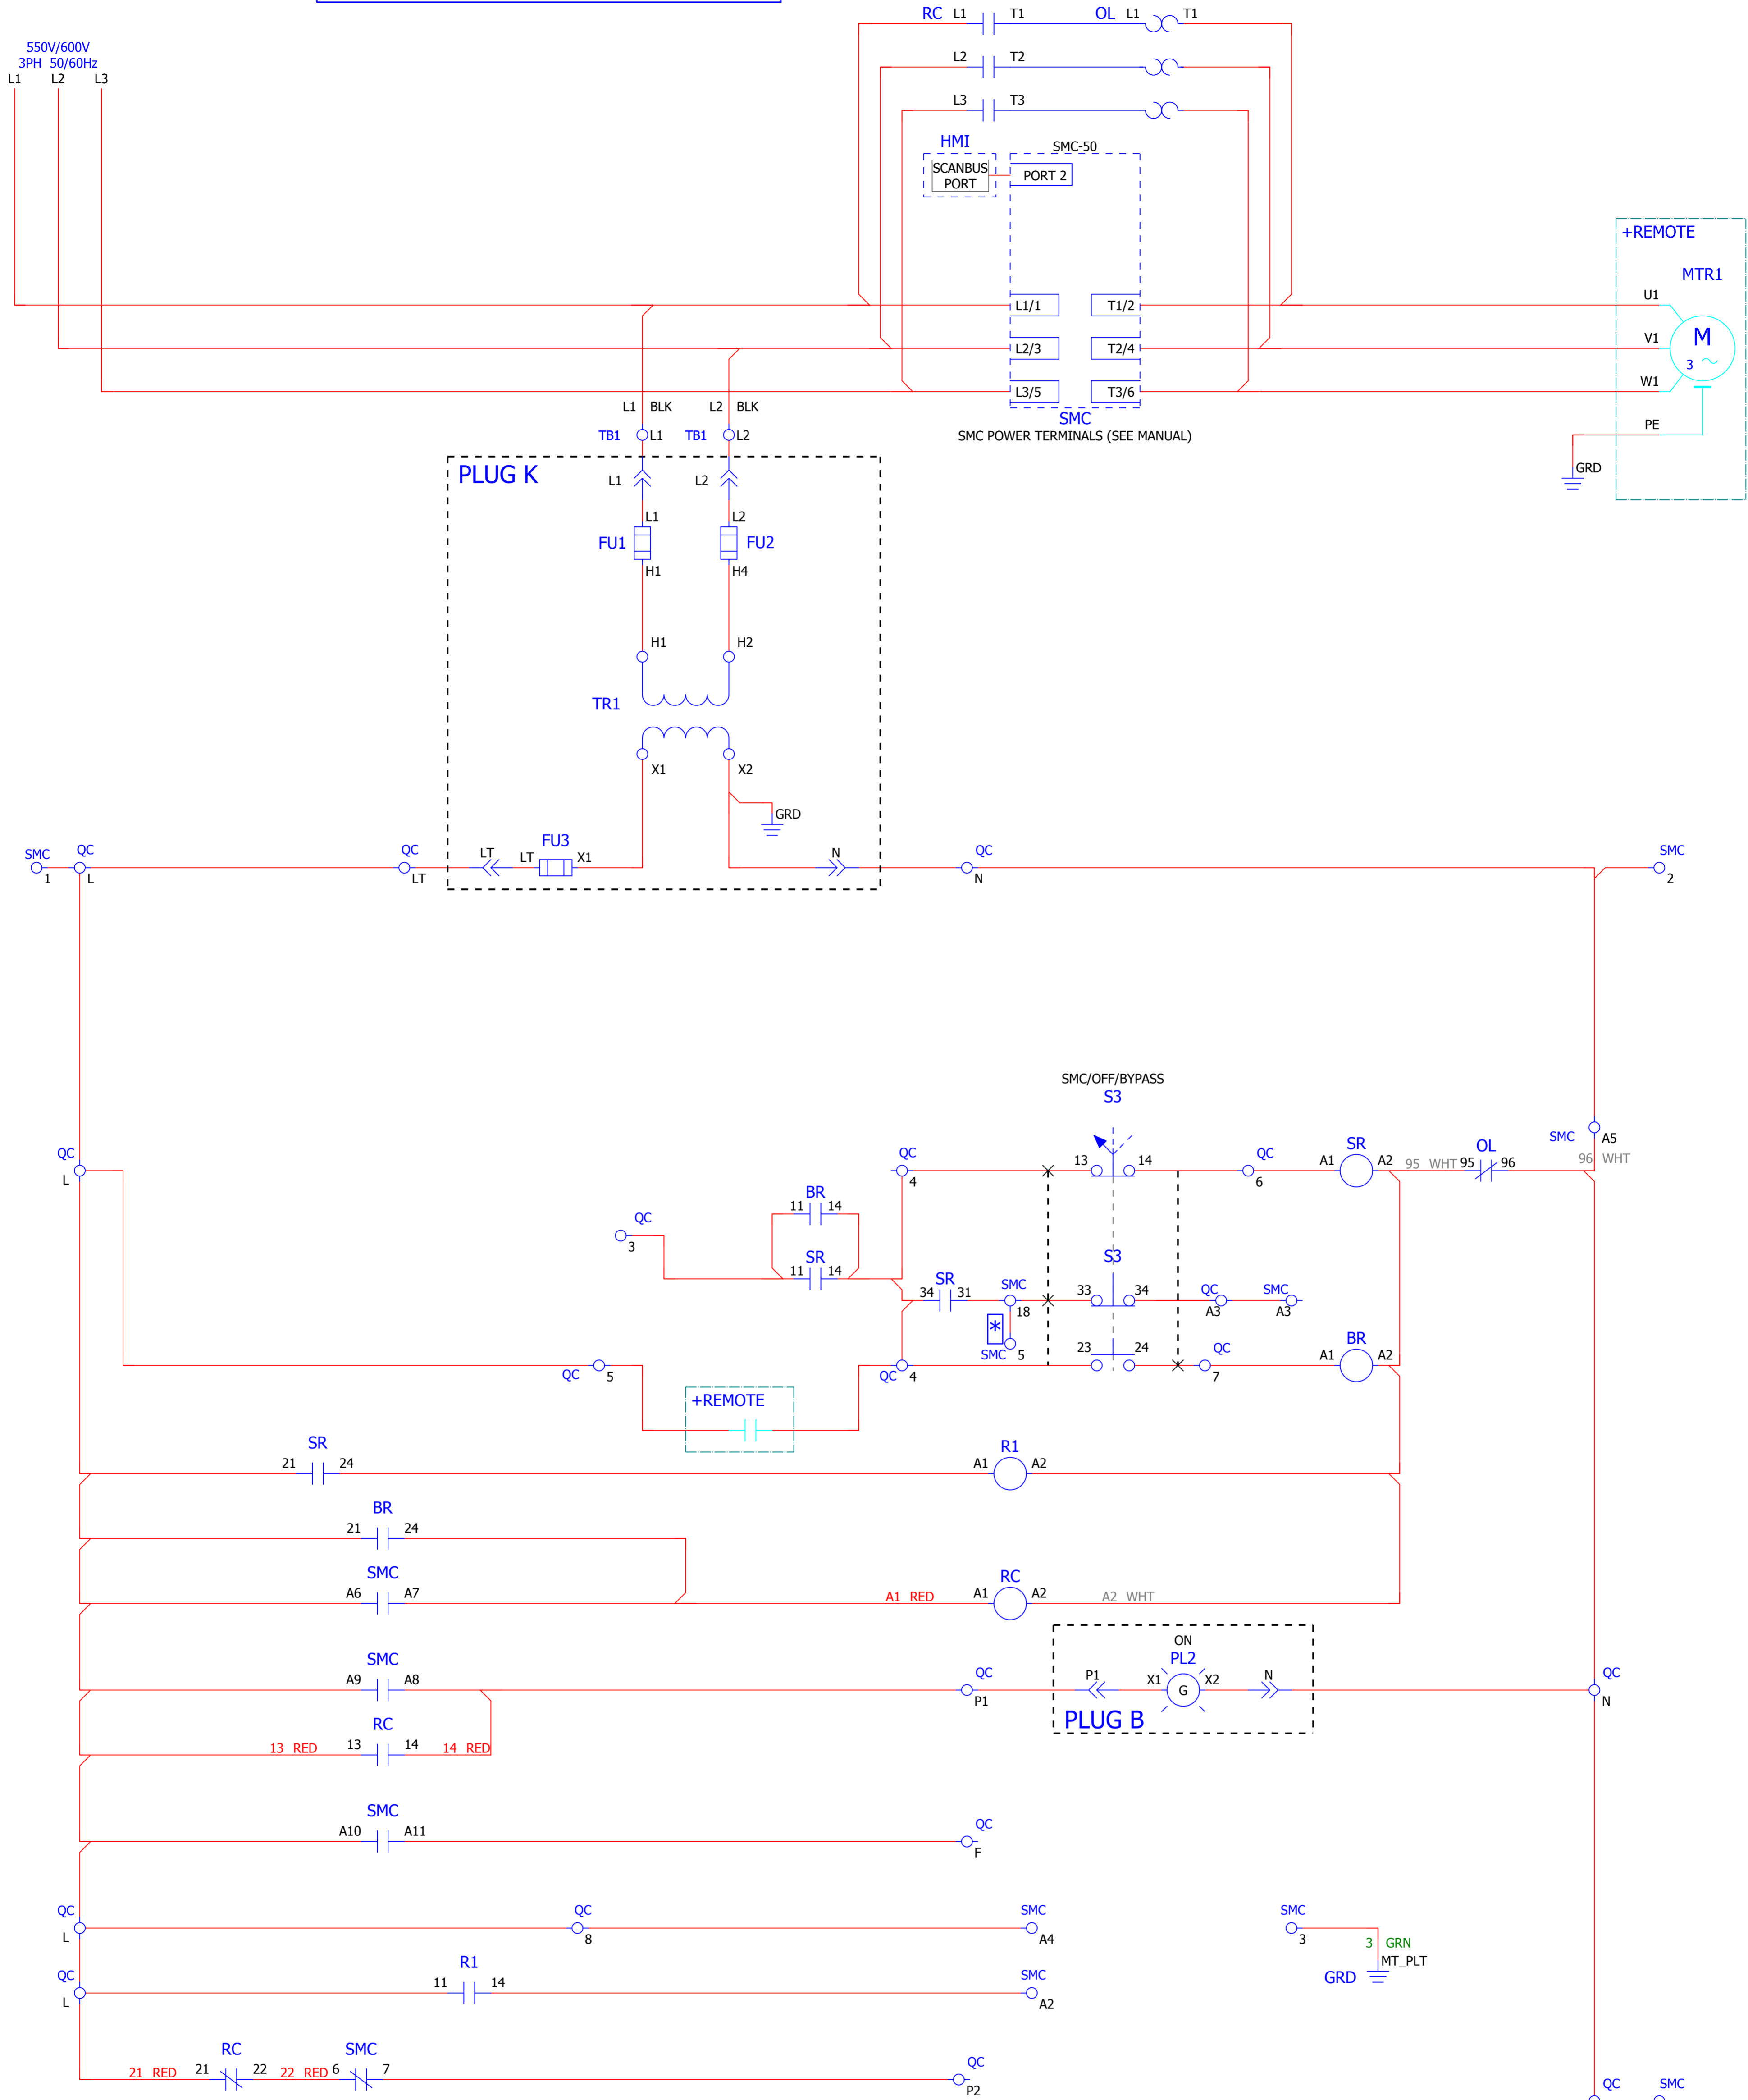 RC L1 T1 OL L1 T1
550V/600V
3PH 50/60Hz
L1 L2 L3
L2 T2
L3 T3
HMI
SMC-50
SCANBUS
PORT
PORT 2
+REMOTE
MTR1
L1/1 T1/2 U1
L2/3 T2/4 V1 M
3
L3/5 T3/6 W1
L1 BLK L2 BLK
SMC
SMC POWER TERMINALS (SEE MANUAL)
PE
TB1 L1 TB1 L2
GRD
PLUG K
L1 L2
L1 L2
FU1 FU2
H1 H4
H1 H2
TR1
X1 X2
GRD
SMC QC QC FU3 QC SMC
LT LT X1 N
1 L LT N 2
SMC/OFF/BYPASS
S3
SMC A5
QC QC 13 14 QC SR OL
A1 A2 95 WHT 95 96 96 WHT
L 4 6
BR
11 14
QC
3
SR
11 14
S3
SR SMC
34 31 33 34 QC SMC
18 A3 A3
*
SMC 5
23 24 QC BR
A1 A2
QC 5 QC 4 7
+REMOTE
SR R1
21 24 A1 A2
BR
21 24
SMC RC
A6 A7 A1 RED A1 A2 A2 WHT
ON
SMC QC PL2 QC
A9 A8 P1 X1 X2 N
G
P1 N
PLUG B
RC
13 RED 13 14 14 RED
SMC QC
A10 A11
F
QC QC SMC SMC
L 8 A4 3
3 GRN
MT_PLT
GRD
QC R1 SMC
11 14
L A2
RC SMC QC QC SMC
21 RED 21 22 22 RED 6 7
P2